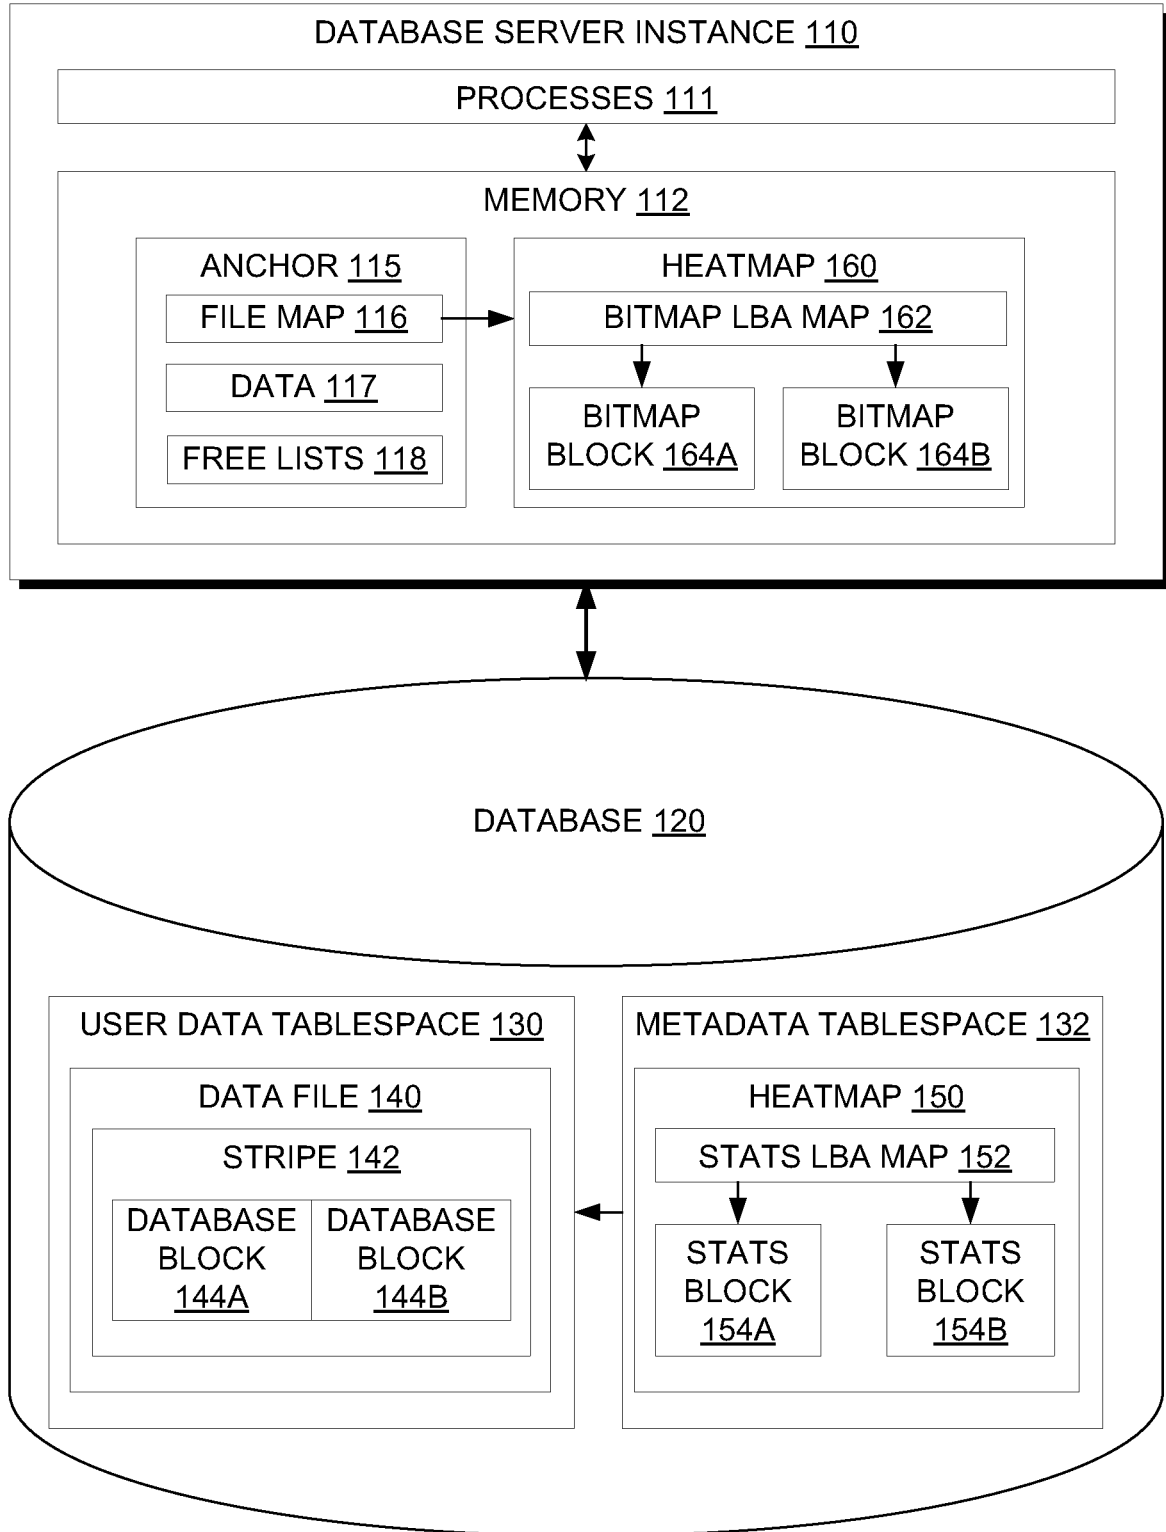 DATABASE SERVER INSTANCE 110
PROCESSES 111
MEMORY 112
ANCHOR 115
FILE MAP 116
DATA 117
FREE LISTS 118
HEATMAP 160
BITMAP LBA MAP 162
BITMAP
BLOCK 164A
BITMAP
BLOCK 164B
DATABASE 120
USER DATA TABLESPACE 130
DATA FILE 140
STRIPE 142
DATABASE
BLOCK
144A
DATABASE
BLOCK
144B
METADATA TABLESPACE 132
HEATMAP 150
STATS LBA MAP 152
STATS
BLOCK
154A
STATS
BLOCK
154B